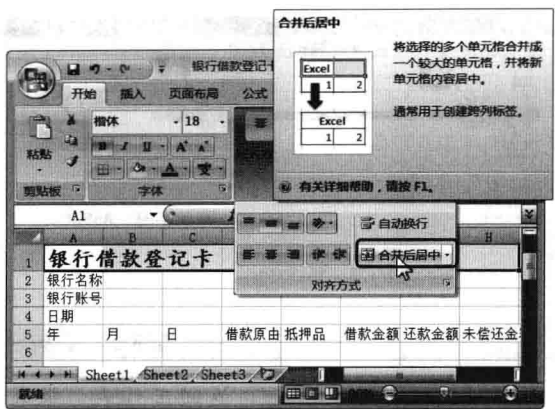 合并后居中
将选择的多个单元格合并成
一个较大的单元格，并将新
单元格内容居中。
通常用于创建跨列标签。
Excel
1 2
Excel
1 2
有关详细帮助，请按 F1。
银行借款登记卡
开始 插入 页面布局 公式
粘贴
楷体 18
B I U A A
剪贴板 字体
自动换行
合并后居中
对齐方式
A1
A B C H
1 银行借款登记卡
2 银行名称
3 银行账号
4 日期
5 年 月 日 借款原由 抵押品 借款金额 还款金额 未偿还金
6
Sheet1 Sheet2 Sheet3
就绪